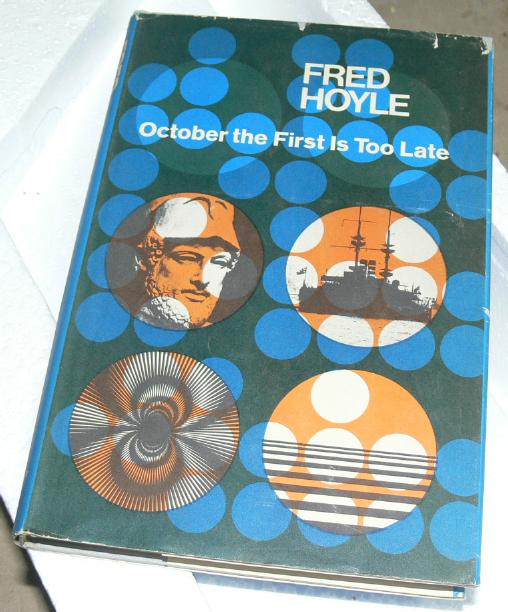 FRED
HOYLE
October the First Is Too Late